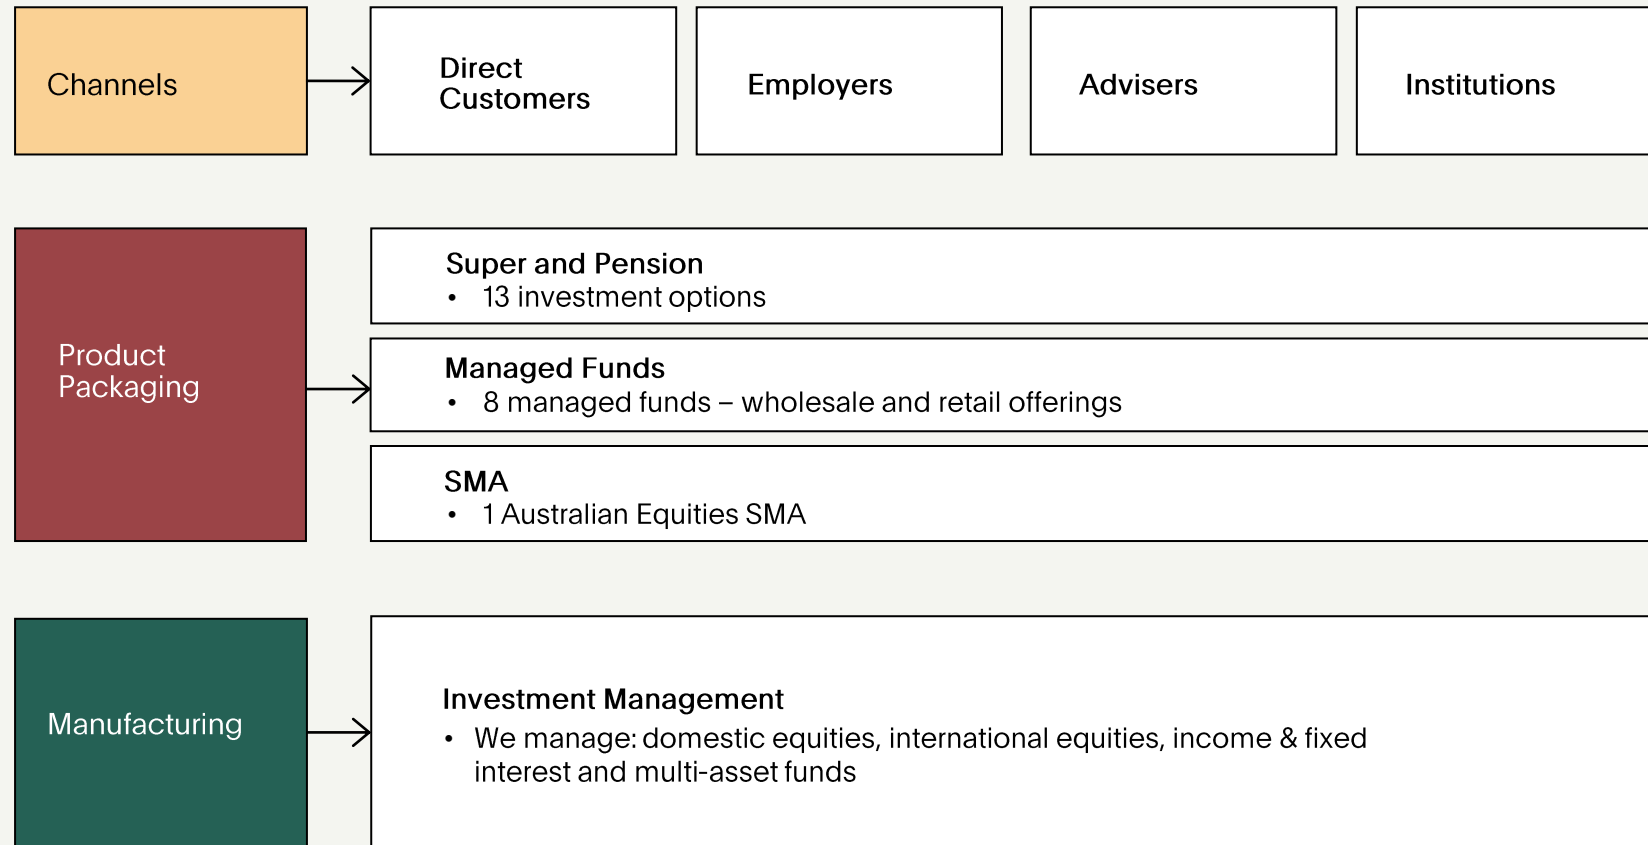 Channels
Direct
Customers
Employers
Advisers
Institutions
Product
Packaging
Super and Pension
• 13 investment options
Managed Funds
• 8 managed funds – wholesale and retail offerings
SMA
• 1 Australian Equities SMA
Manufacturing
Investment Management
• We manage: domestic equities, international equities, income & fixed
interest and multi-asset funds